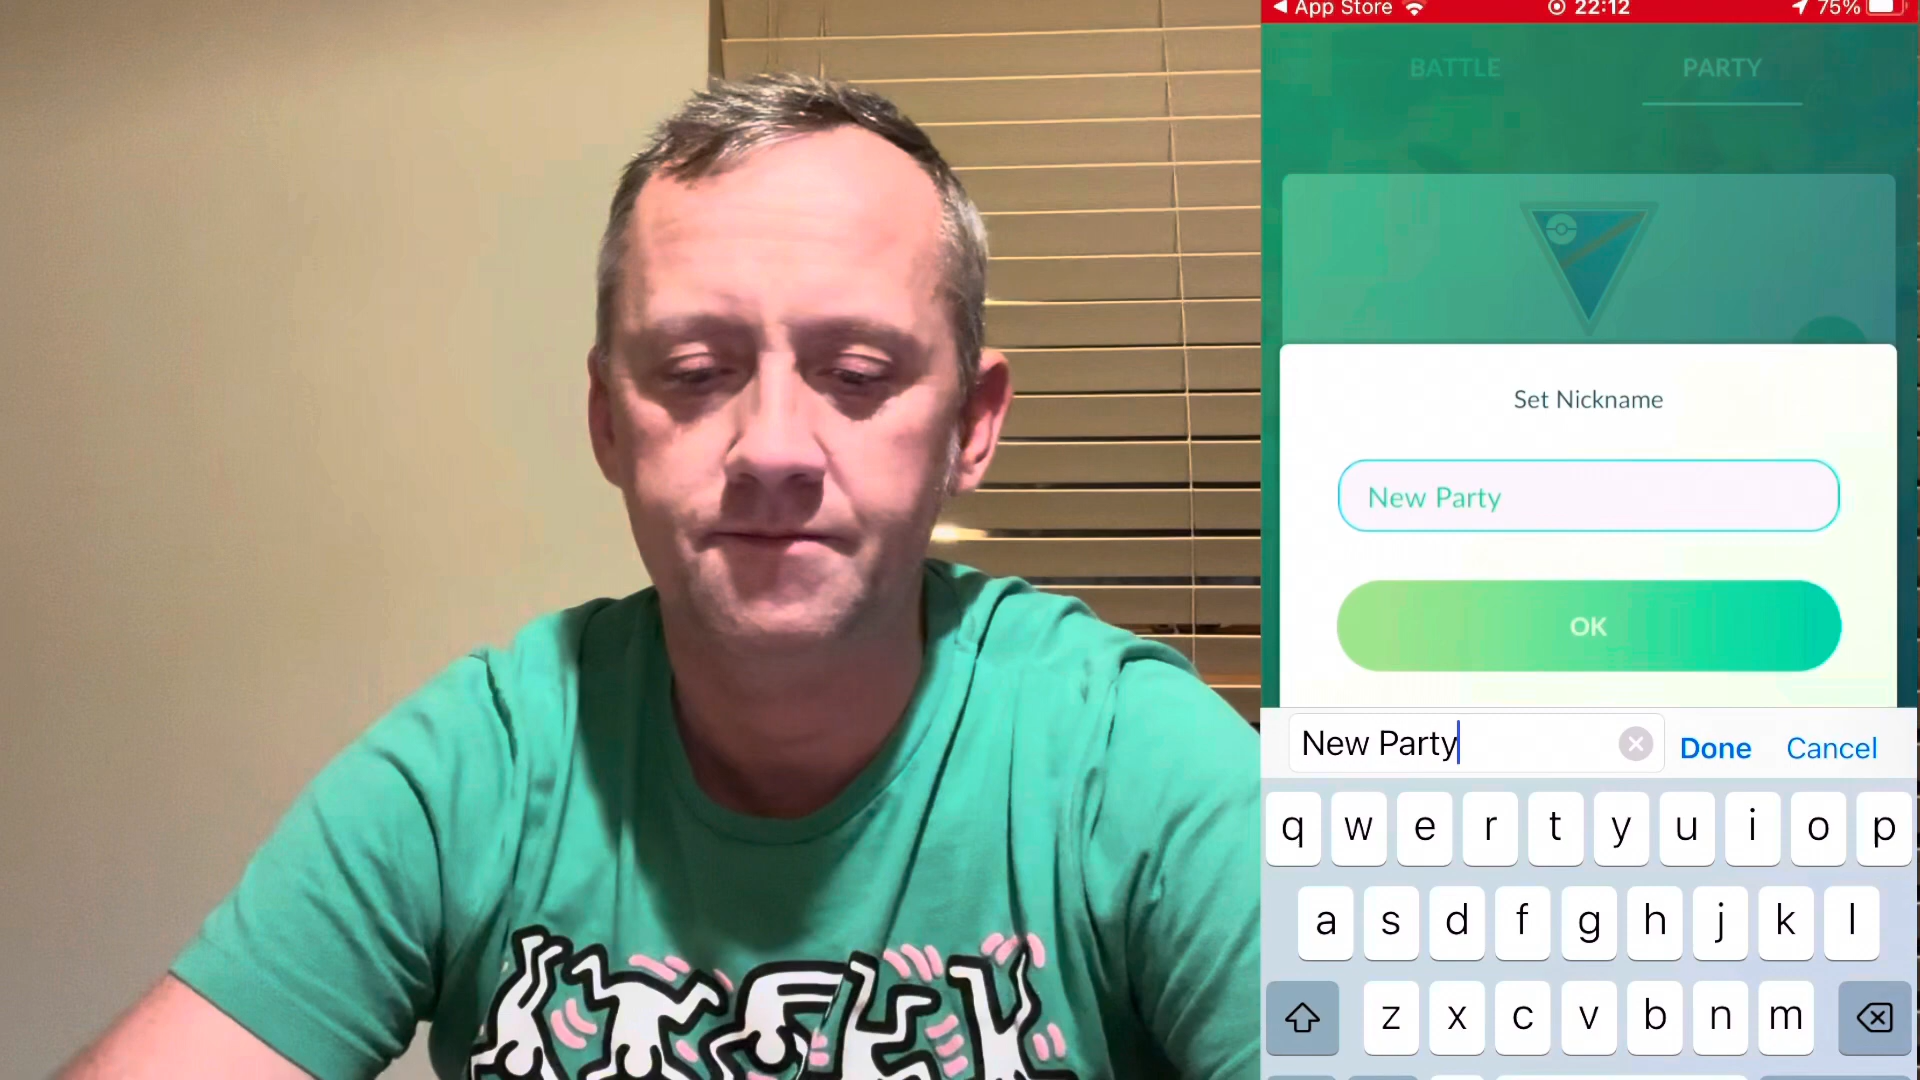 ◀ App Store 22:12 75%
BATTLE PARTY
Set Nickname
New Party
OK
New Party Done Cancel
q w e r t y u i o p
a s d f g h j k l
z x c v b n m